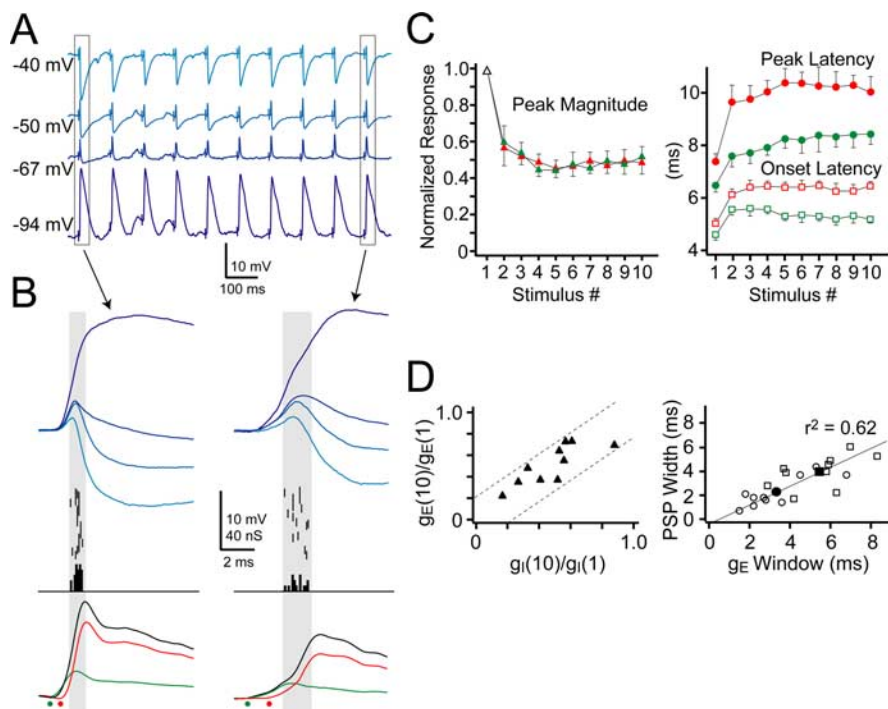 A
-40 mV
-50 mV
-67 mV
-94 mV
10 mV
100 ms
B
10 mV
40 nS
2 ms
C
Normalized Response
1.0
0.8
0.6
0.4
0.2
0
Peak Magnitude
1 2 3 4 5 6 7 8 9 10
Stimulus #
(ms)
10
8
6
4
Peak Latency
Onset Latency
1 2 3 4 5 6 7 8 9 10
Stimulus #
D
gE(10)/gE(1)
1.0
0
0
1.0
gI(10)/gI(1)
PSP Width (ms)
8
6
4
2
0
r² = 0.62
0 2 4 6 8
gE Window (ms)